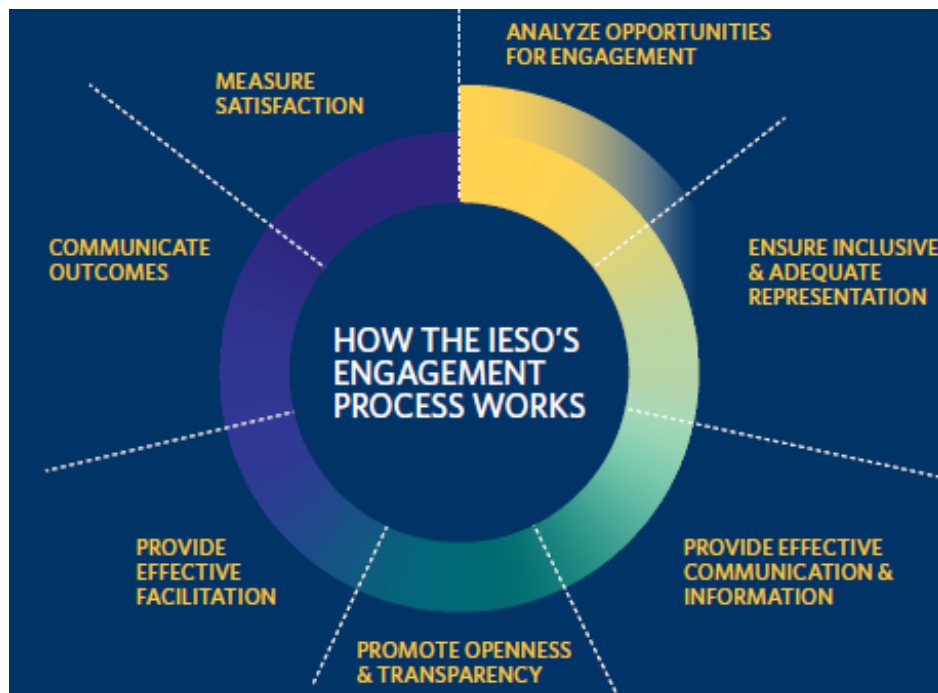 ANALYZE OPPORTUNITIES
FOR ENGAGEMENT
MEASURE
SATISFACTION
COMMUNICATE
OUTCOMES
ENSURE INCLUSIVE
& ADEQUATE
REPRESENTATION
HOW THE IESO'S
ENGAGEMENT
PROCESS WORKS
PROVIDE
EFFECTIVE
FACILITATION
PROVIDE EFFECTIVE
COMMUNICATION &
INFORMATION
PROMOTE OPENNESS
& TRANSPARENCY